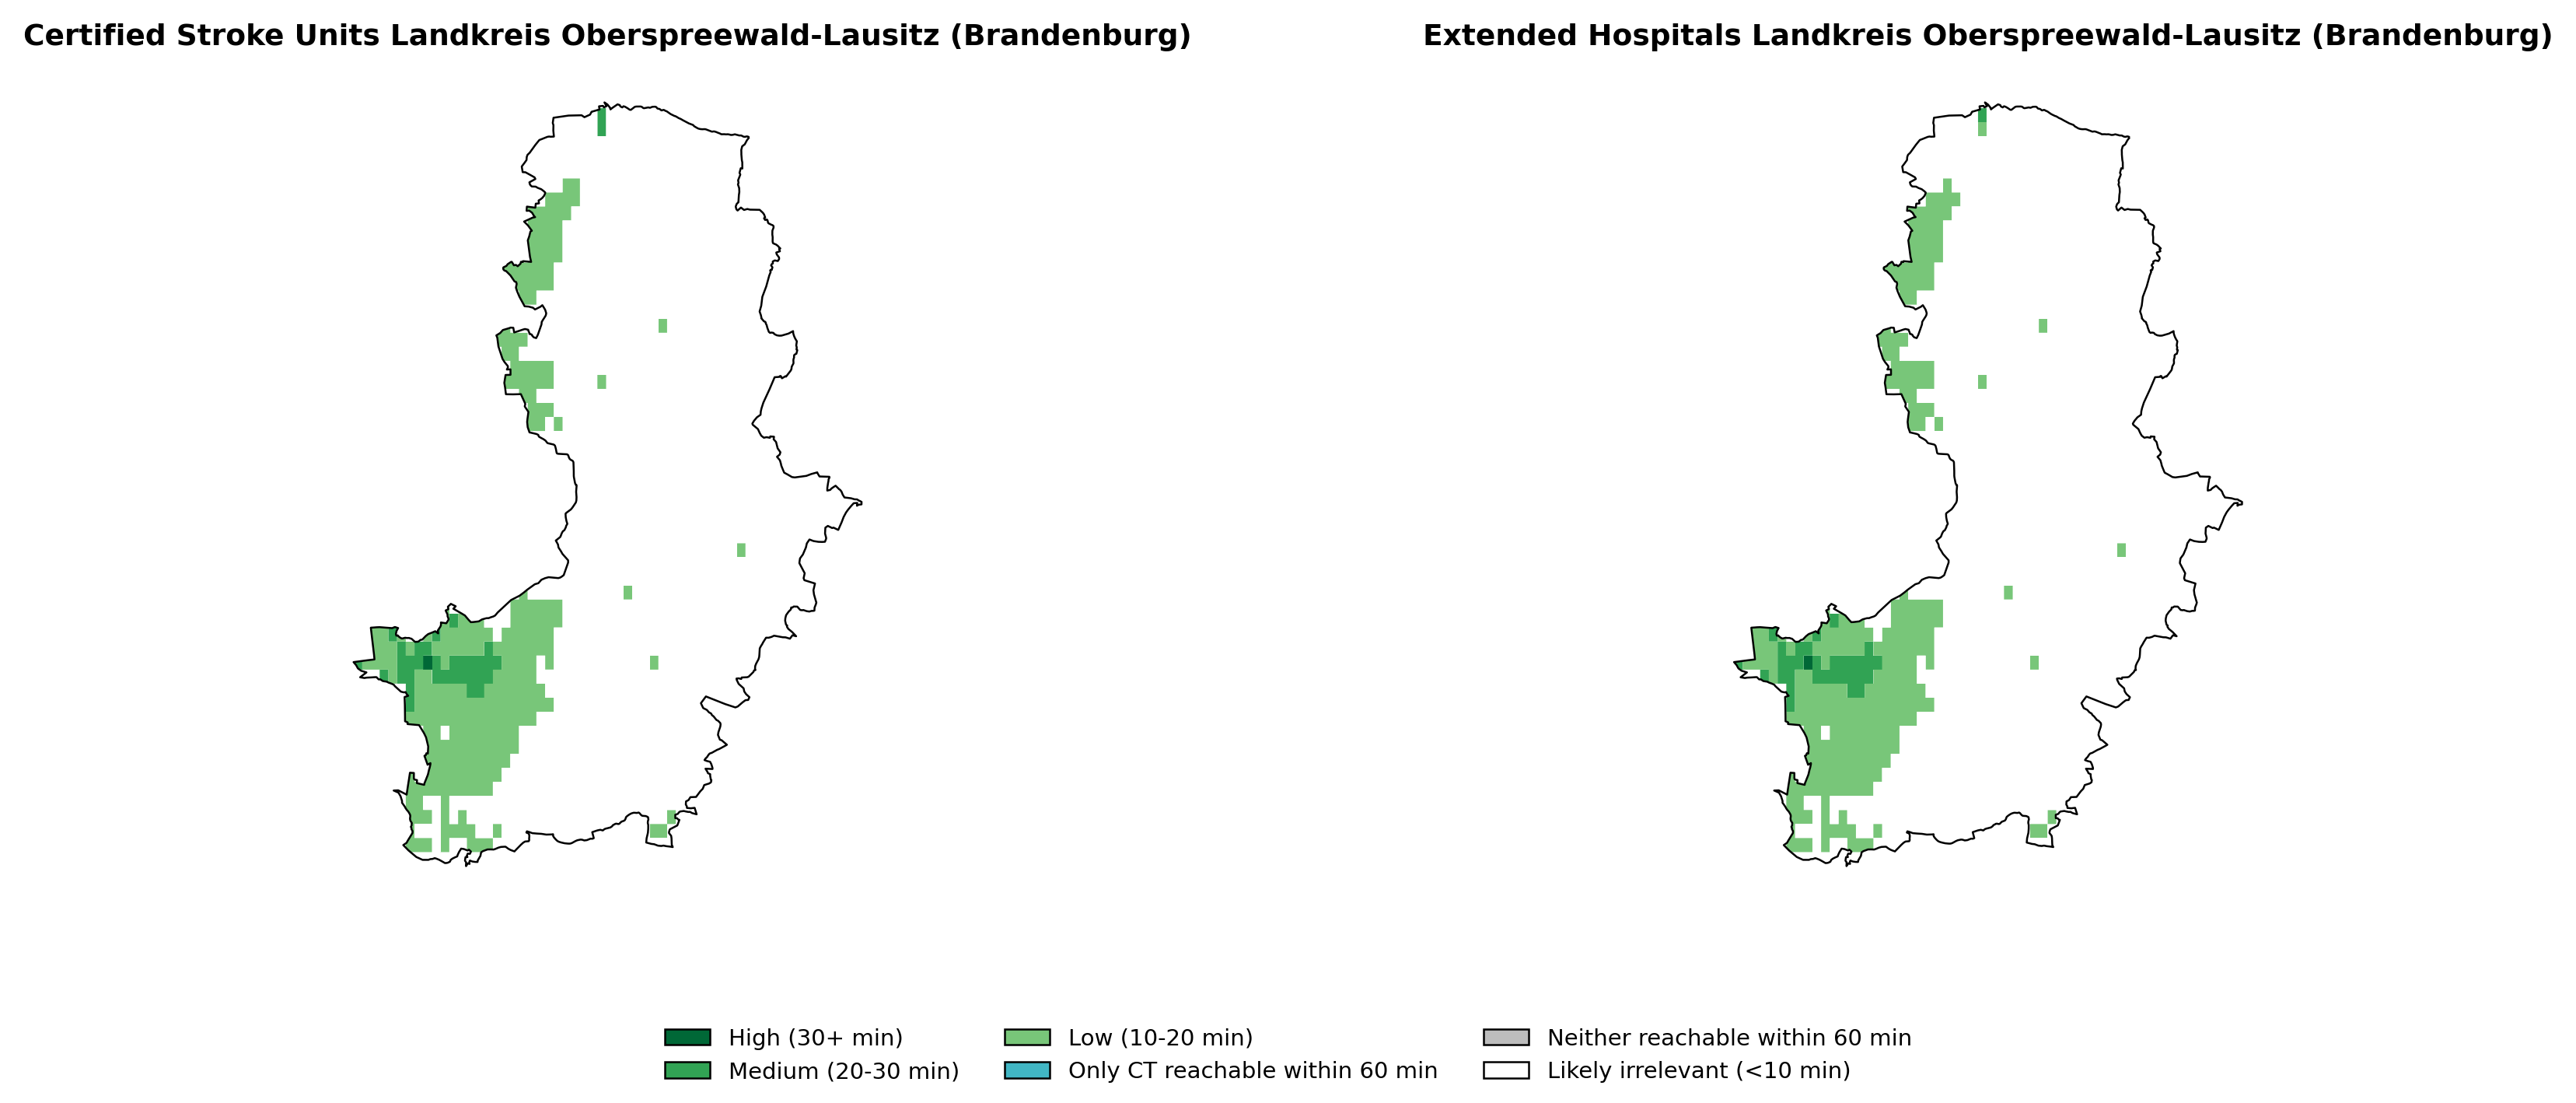 Certified Stroke Units Landkreis Oberspreewald-Lausitz (Brandenburg)
Extended Hospitals Landkreis Oberspreewald-Lausitz (Brandenburg)
High (30+ min)
Medium (20-30 min)
Low (10-20 min)
Only CT reachable within 60 min
Neither reachable within 60 min
Likely irrelevant (<10 min)